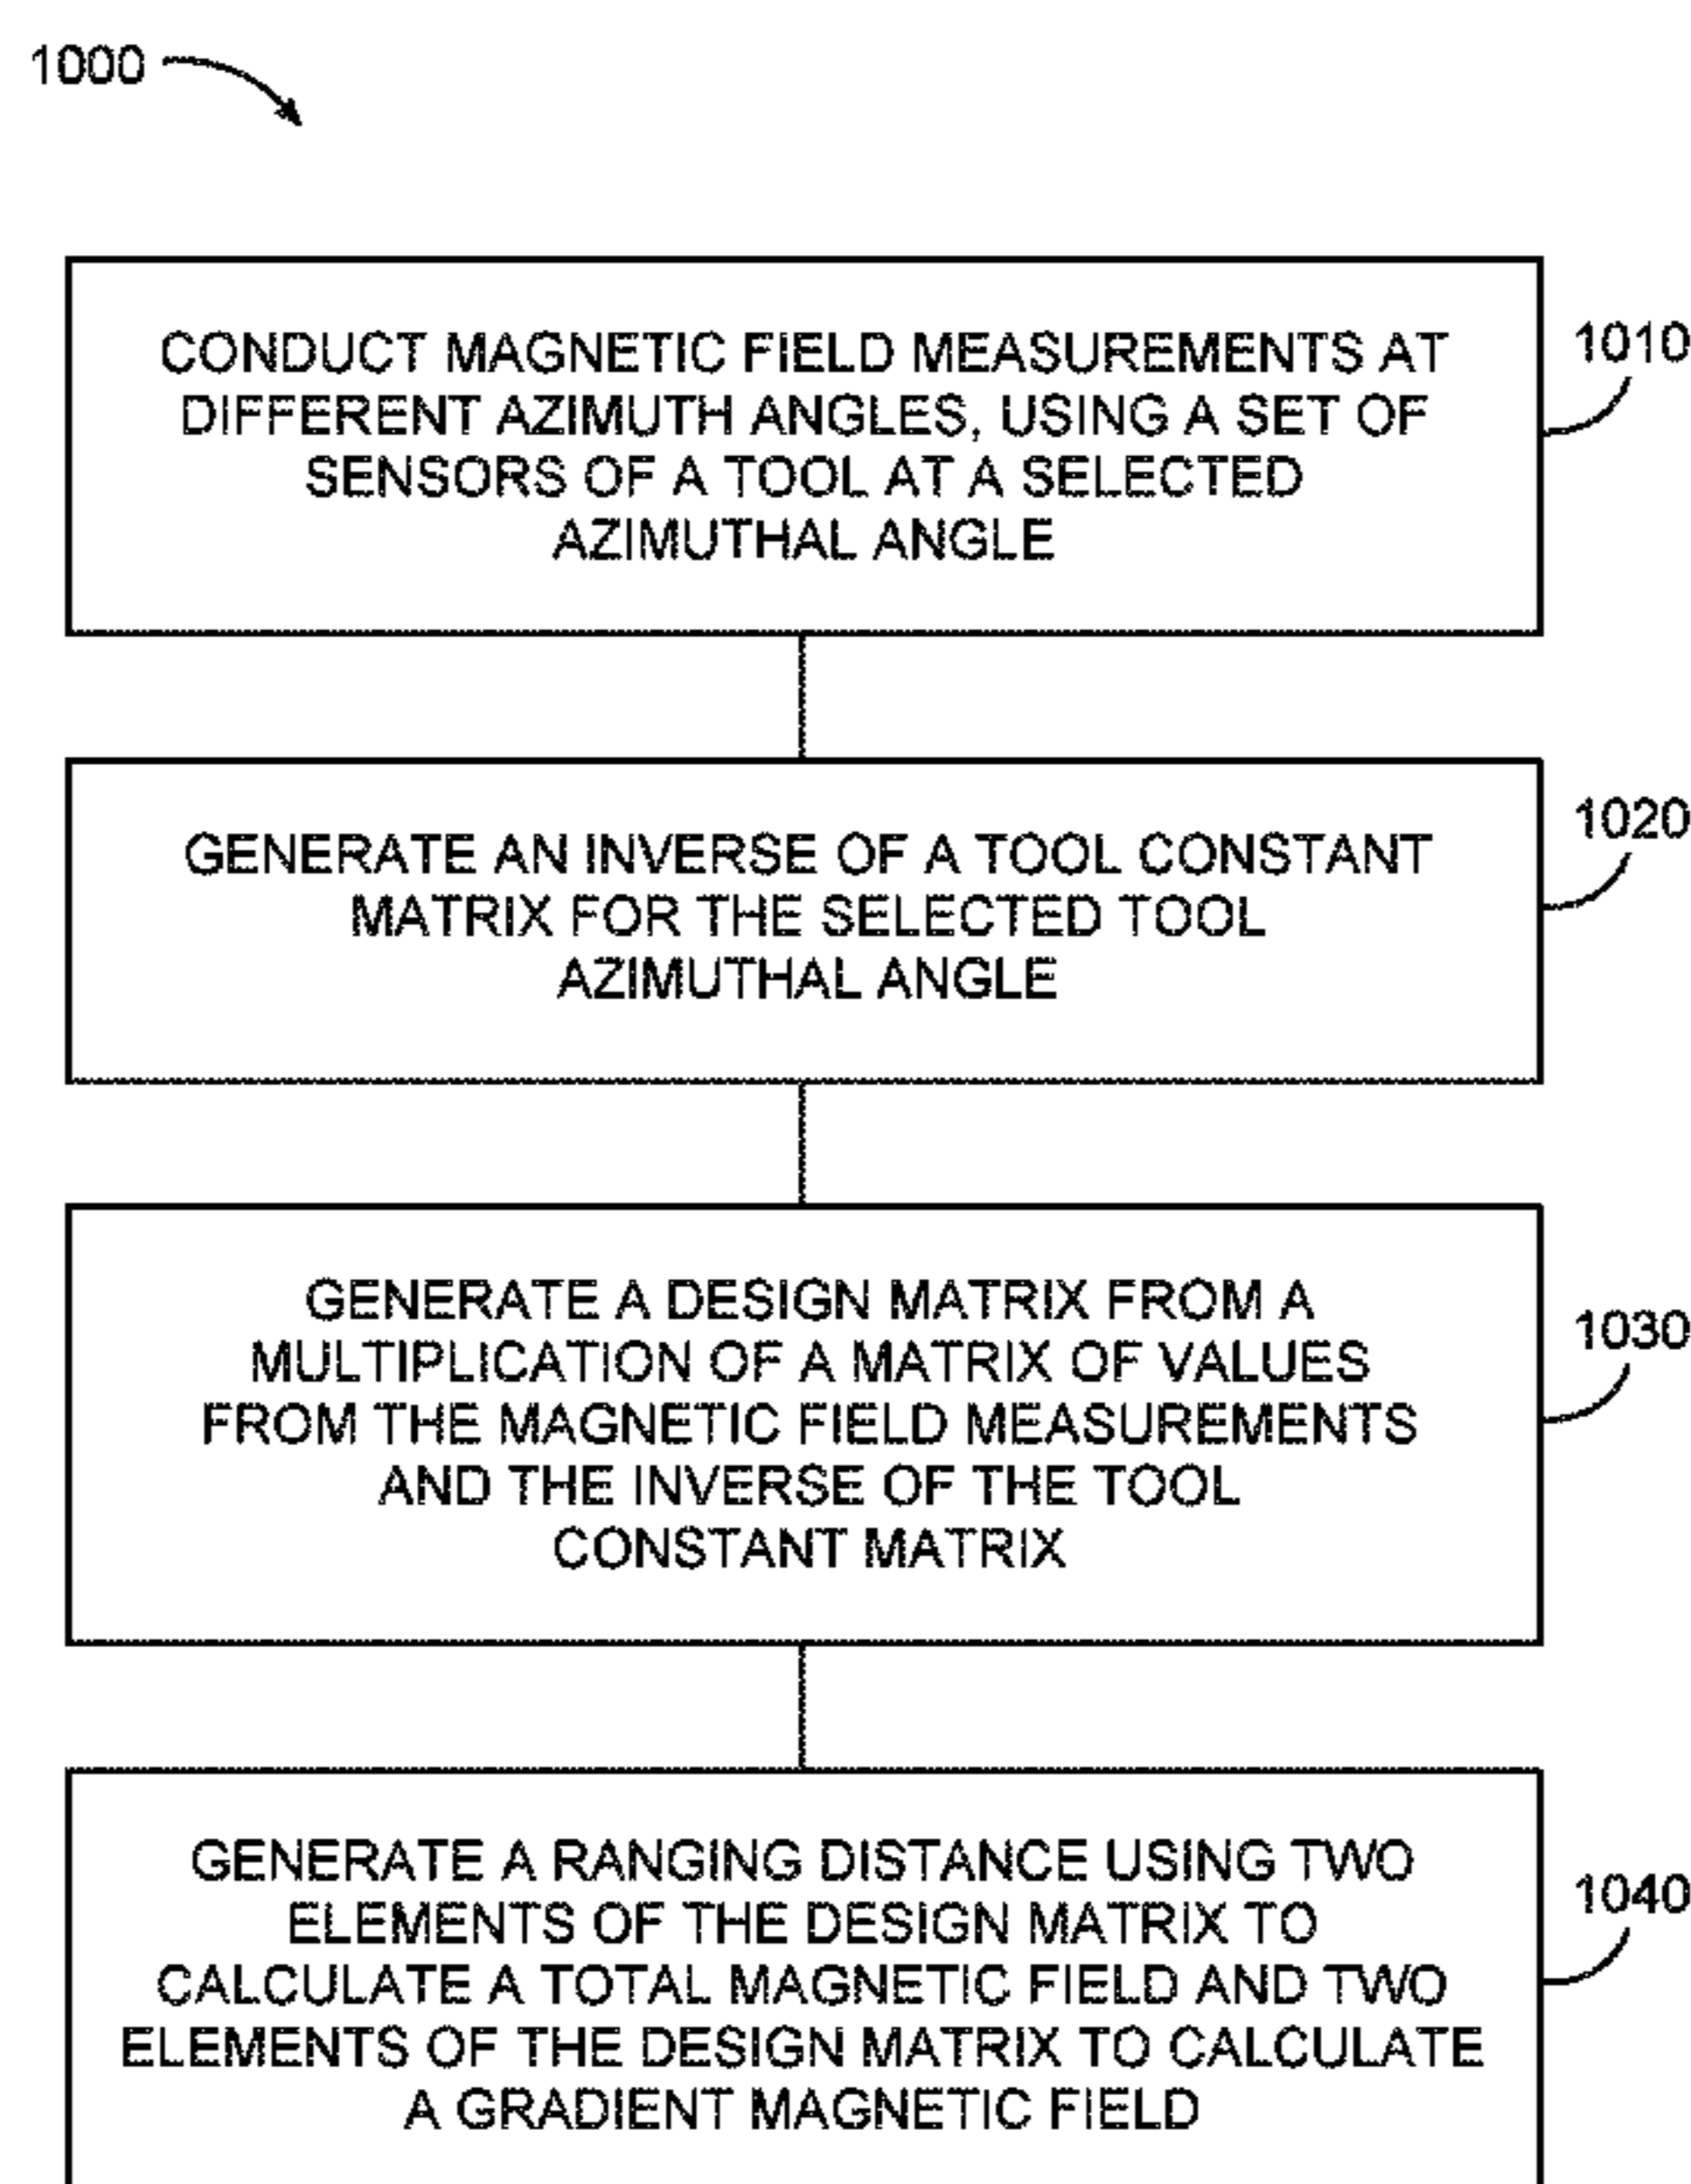 1000
CONDUCT MAGNETIC FIELD MEASUREMENTS AT
DIFFERENT AZIMUTH ANGLES, USING A SET OF
SENSORS OF A TOOL AT A SELECTED
AZIMUTHAL ANGLE
1010
GENERATE AN INVERSE OF A TOOL CONSTANT
MATRIX FOR THE SELECTED TOOL
AZIMUTHAL ANGLE
1020
GENERATE A DESIGN MATRIX FROM A
MULTIPLICATION OF A MATRIX OF VALUES
FROM THE MAGNETIC FIELD MEASUREMENTS
AND THE INVERSE OF THE TOOL
CONSTANT MATRIX
1030
GENERATE A RANGING DISTANCE USING TWO
ELEMENTS OF THE DESIGN MATRIX TO
CALCULATE A TOTAL MAGNETIC FIELD AND TWO
ELEMENTS OF THE DESIGN MATRIX TO CALCULATE
A GRADIENT MAGNETIC FIELD
1040